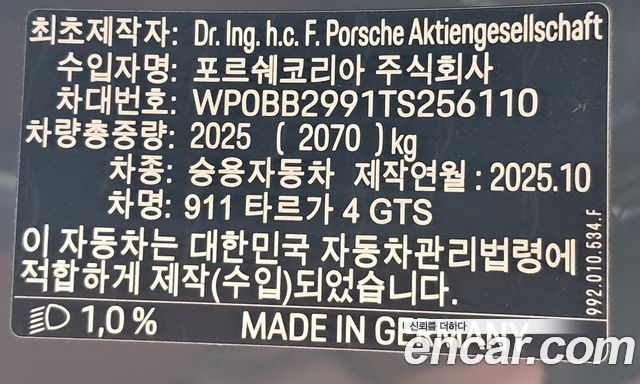 최초제작자: Dr. Ing. h.c. F. Porsche Aktiengesellschaft
수입자명: 포르쉐코리아 주식회사
차대번호: WP0BB2991TS256110
차량총중량: 2025 ( 2070 )kg
차종: 승용자동차 제작연월 : 2025.10
차명: 911 타르가 4 GTS
이 자동차는 대한민국 자동차관리법령에
적합하게 제작(수입)되었습니다.
1,0% MADE IN GERMANY
992.010.534.F
신뢰를 더하다
encar.com